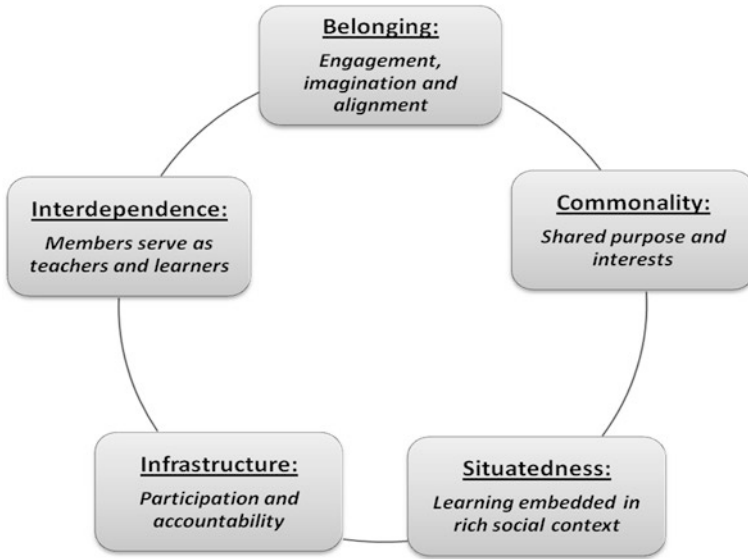 Belonging:
Engagement,
imagination and
alignment
Commonality:
Shared purpose and
interests
Situatedness:
Learning embedded in
rich social context
Infrastructure:
Participation and
accountability
Interdependence:
Members serve as
teachers and learners